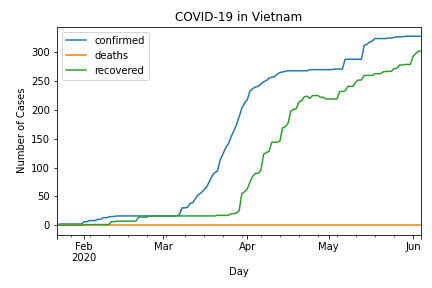 COVID-19 in Vietnam
confirmed
deaths
recovered
Number of Cases
300
250
200
150
100
50
0
Feb
2020
Mar
Apr
May
Jun
Day